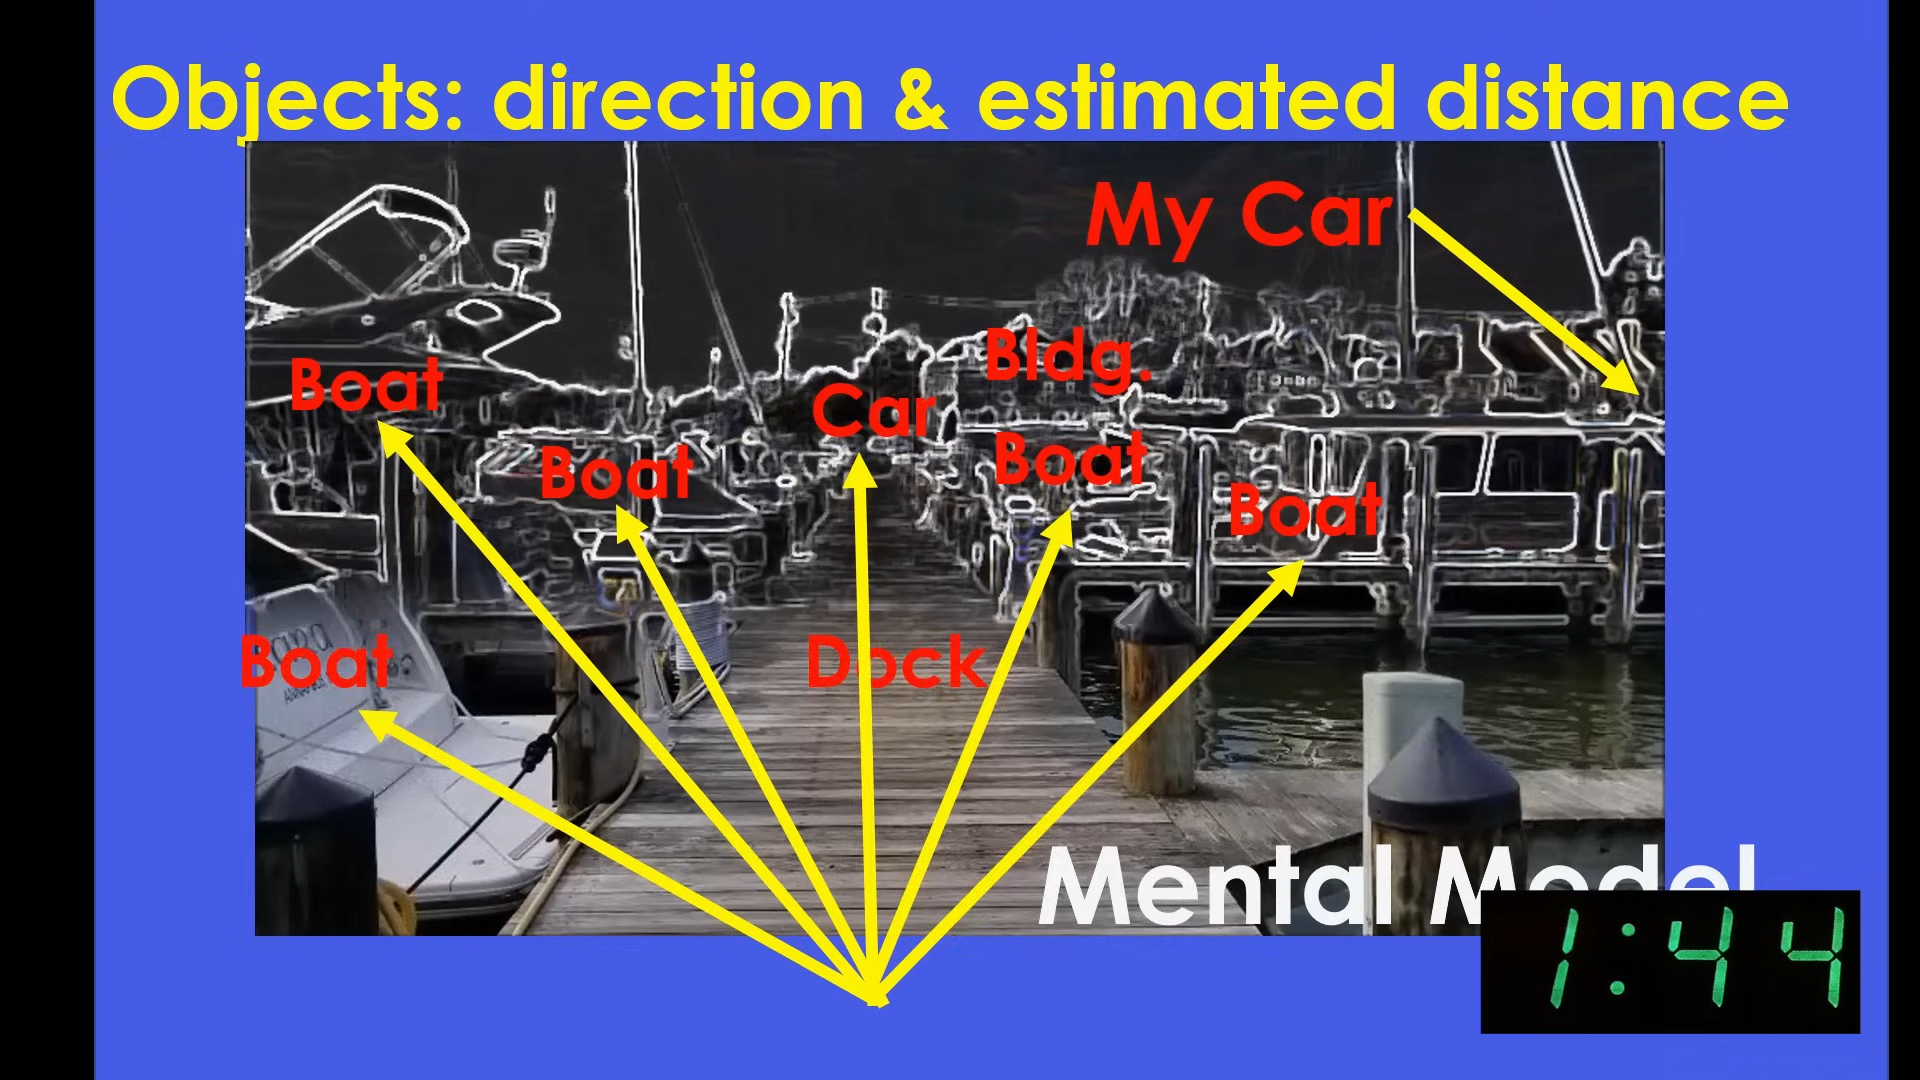 Objects: direction & estimated distance
My Car
Bldg.
Boat
Car
Boat
Boat
Boat
Boat
Dock
Mental Model
1:44